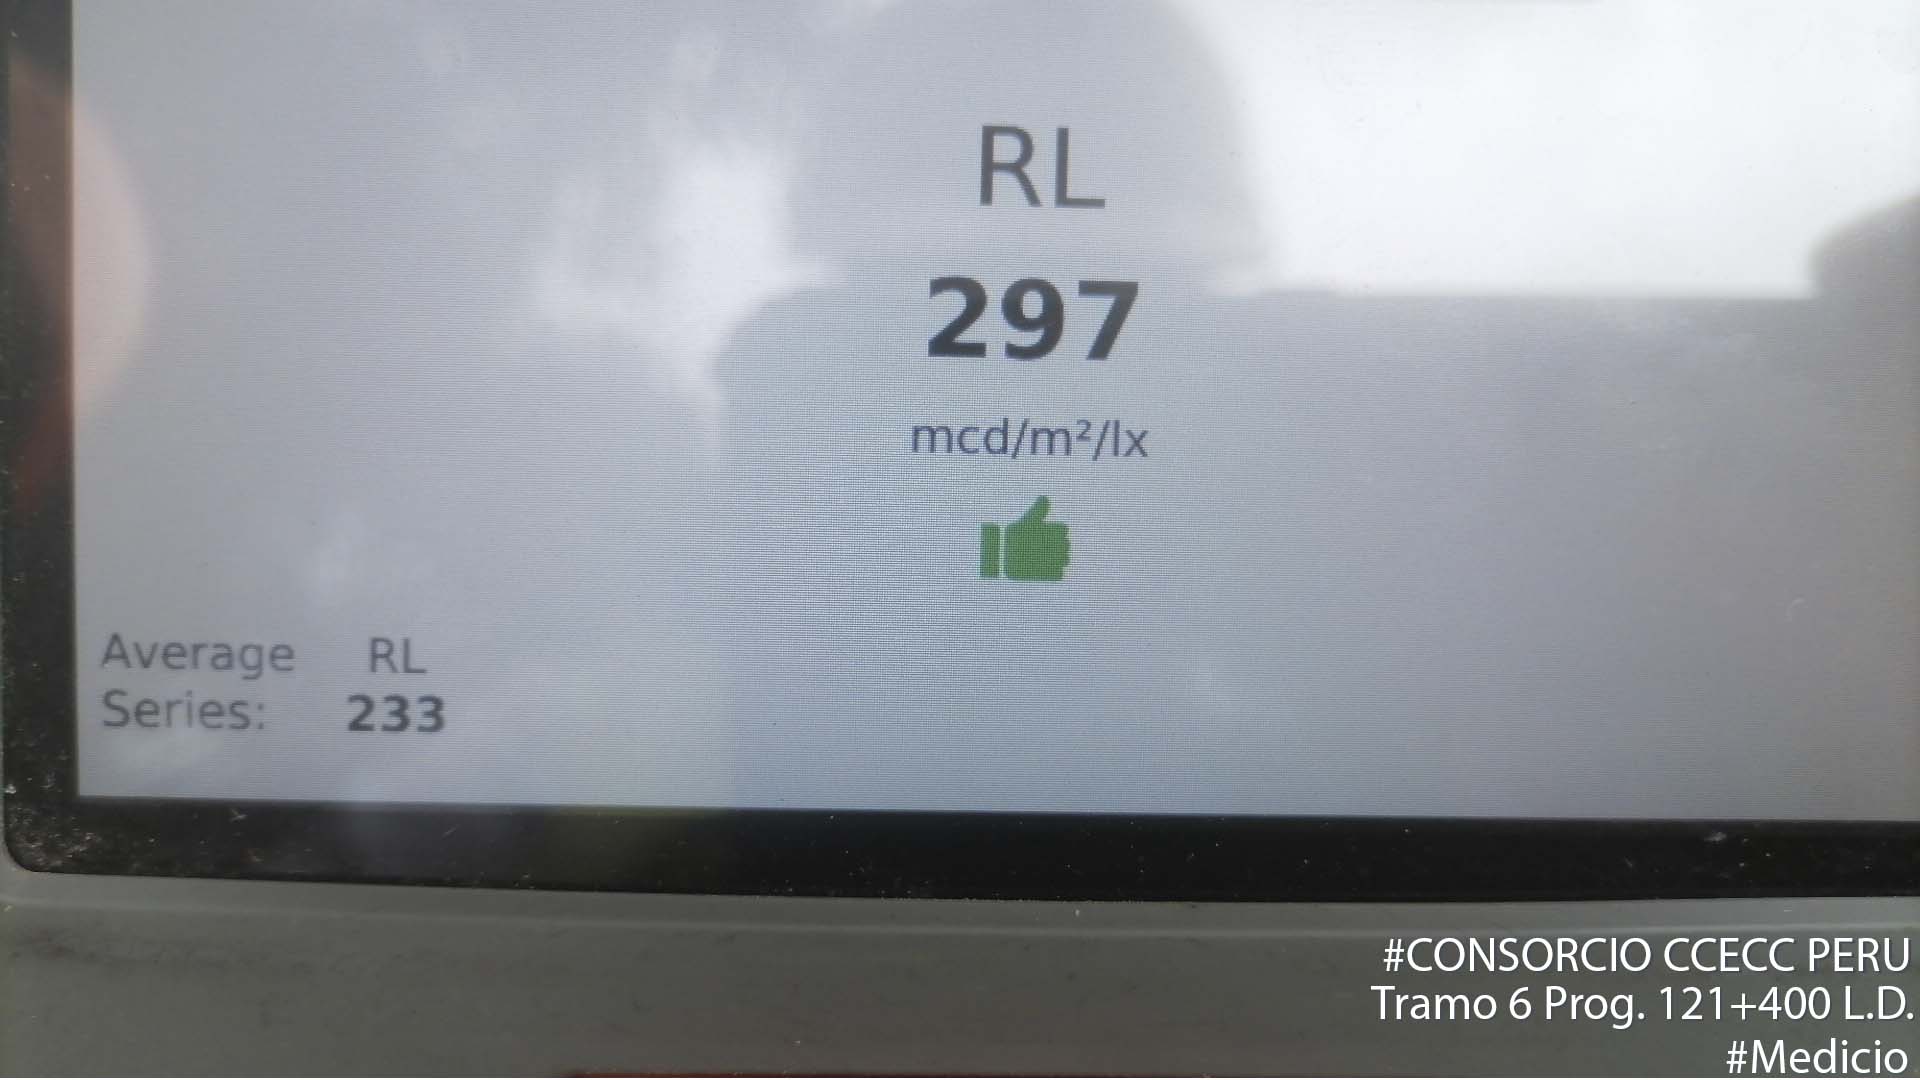 RL
297
mcd/m²/lx
Average RL
Series: 233
#CONSORCIO CCECC PERU
Tramo 6 Prog. 121+400 L.D.
#Medicio